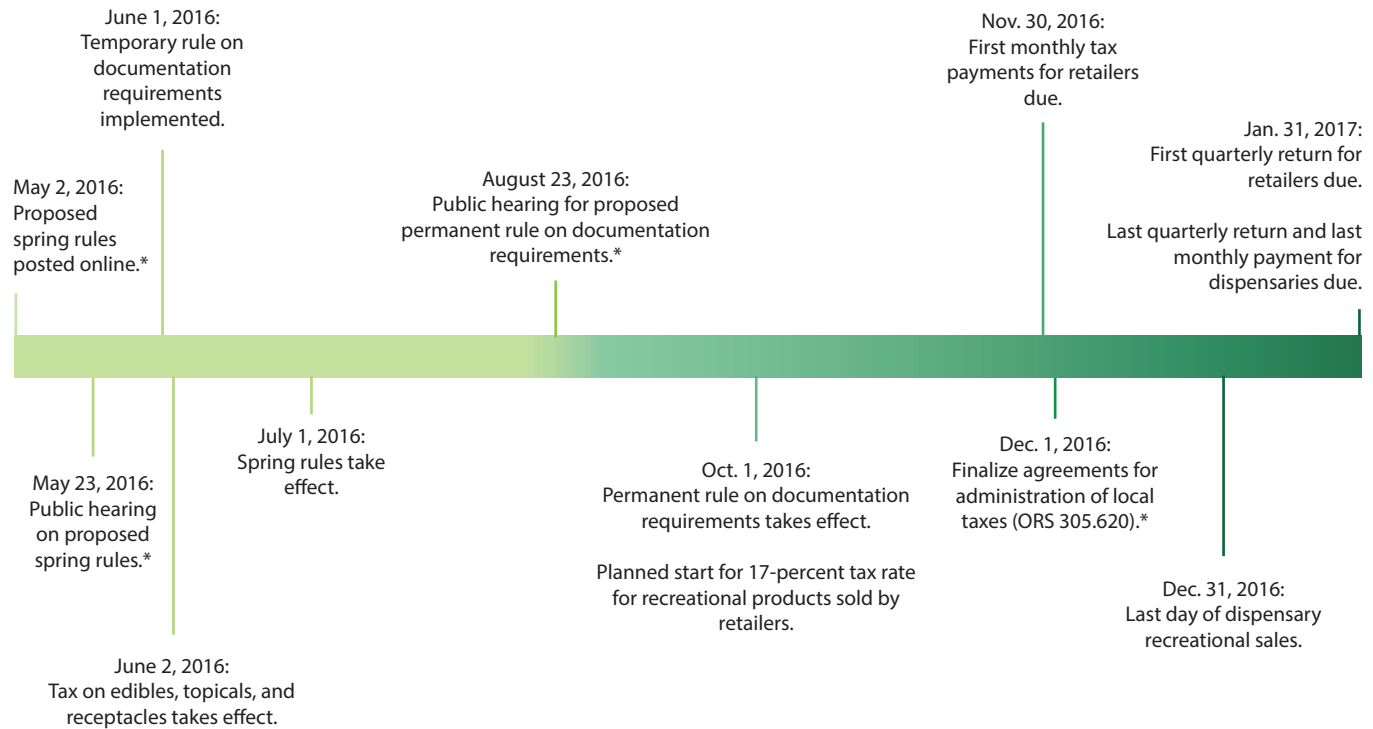 June 1, 2016:
Temporary rule on
documentation
requirements
implemented.
Nov. 30, 2016:
First monthly tax
payments for retailers
due.
Jan. 31, 2017:
First quarterly return for
retailers due.
Last quarterly return and last
monthly payment for
dispensaries due.
May 2, 2016:
Proposed
spring rules
posted online.*
August 23, 2016:
Public hearing for proposed
permanent rule on documentation
requirements.*
May 23, 2016:
Public hearing
on proposed
spring rules.*
July 1, 2016:
Spring rules take
effect.
Oct. 1, 2016:
Permanent rule on documentation
requirements takes effect.
Planned start for 17-percent tax rate
for recreational products sold by
retailers.
Dec. 1, 2016:
Finalize agreements for
administration of local
taxes (ORS 305.620).*
Dec. 31, 2016:
Last day of dispensary
recreational sales.
June 2, 2016:
Tax on edibles, topicals, and
receptacles takes effect.